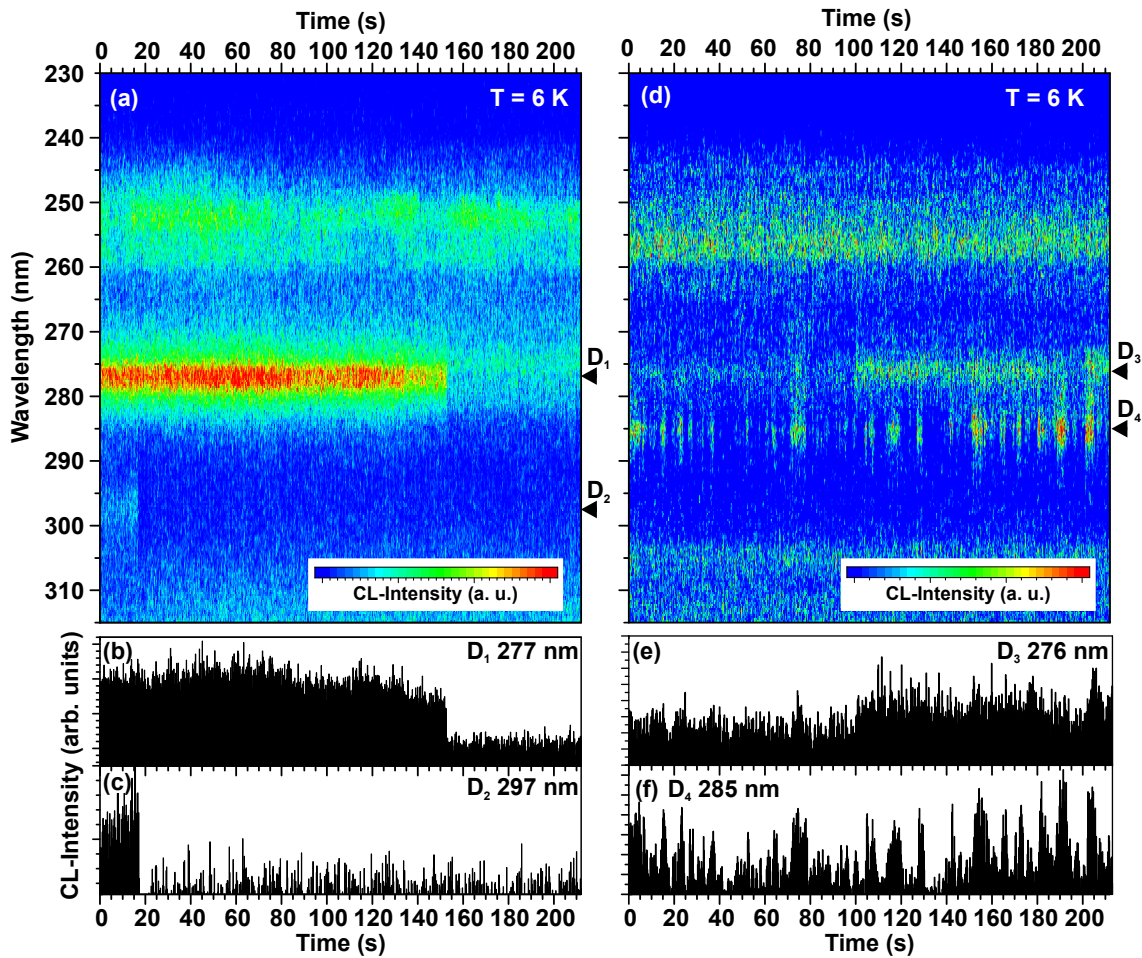 Time (s)
0 20 40 60 80 100 120 140 160 180 200
(a)
T = 6 K
Wavelength (nm)
230
240
250
260
270
280
290
300
310
D₁
D₂
CL-Intensity (a. u.)
Time (s)
0 20 40 60 80 100 120 140 160 180 200
(d)
T = 6 K
D₃
D₄
CL-Intensity (a. u.)
CL-Intensity (arb. units)
(b)
D₁ 277 nm
(c)
D₂ 297 nm
0 20 40 60 80 100 120 140 160 180 200
Time (s)
(e)
D₃ 276 nm
(f) D₄ 285 nm
0 20 40 60 80 100 120 140 160 180 200
Time (s)